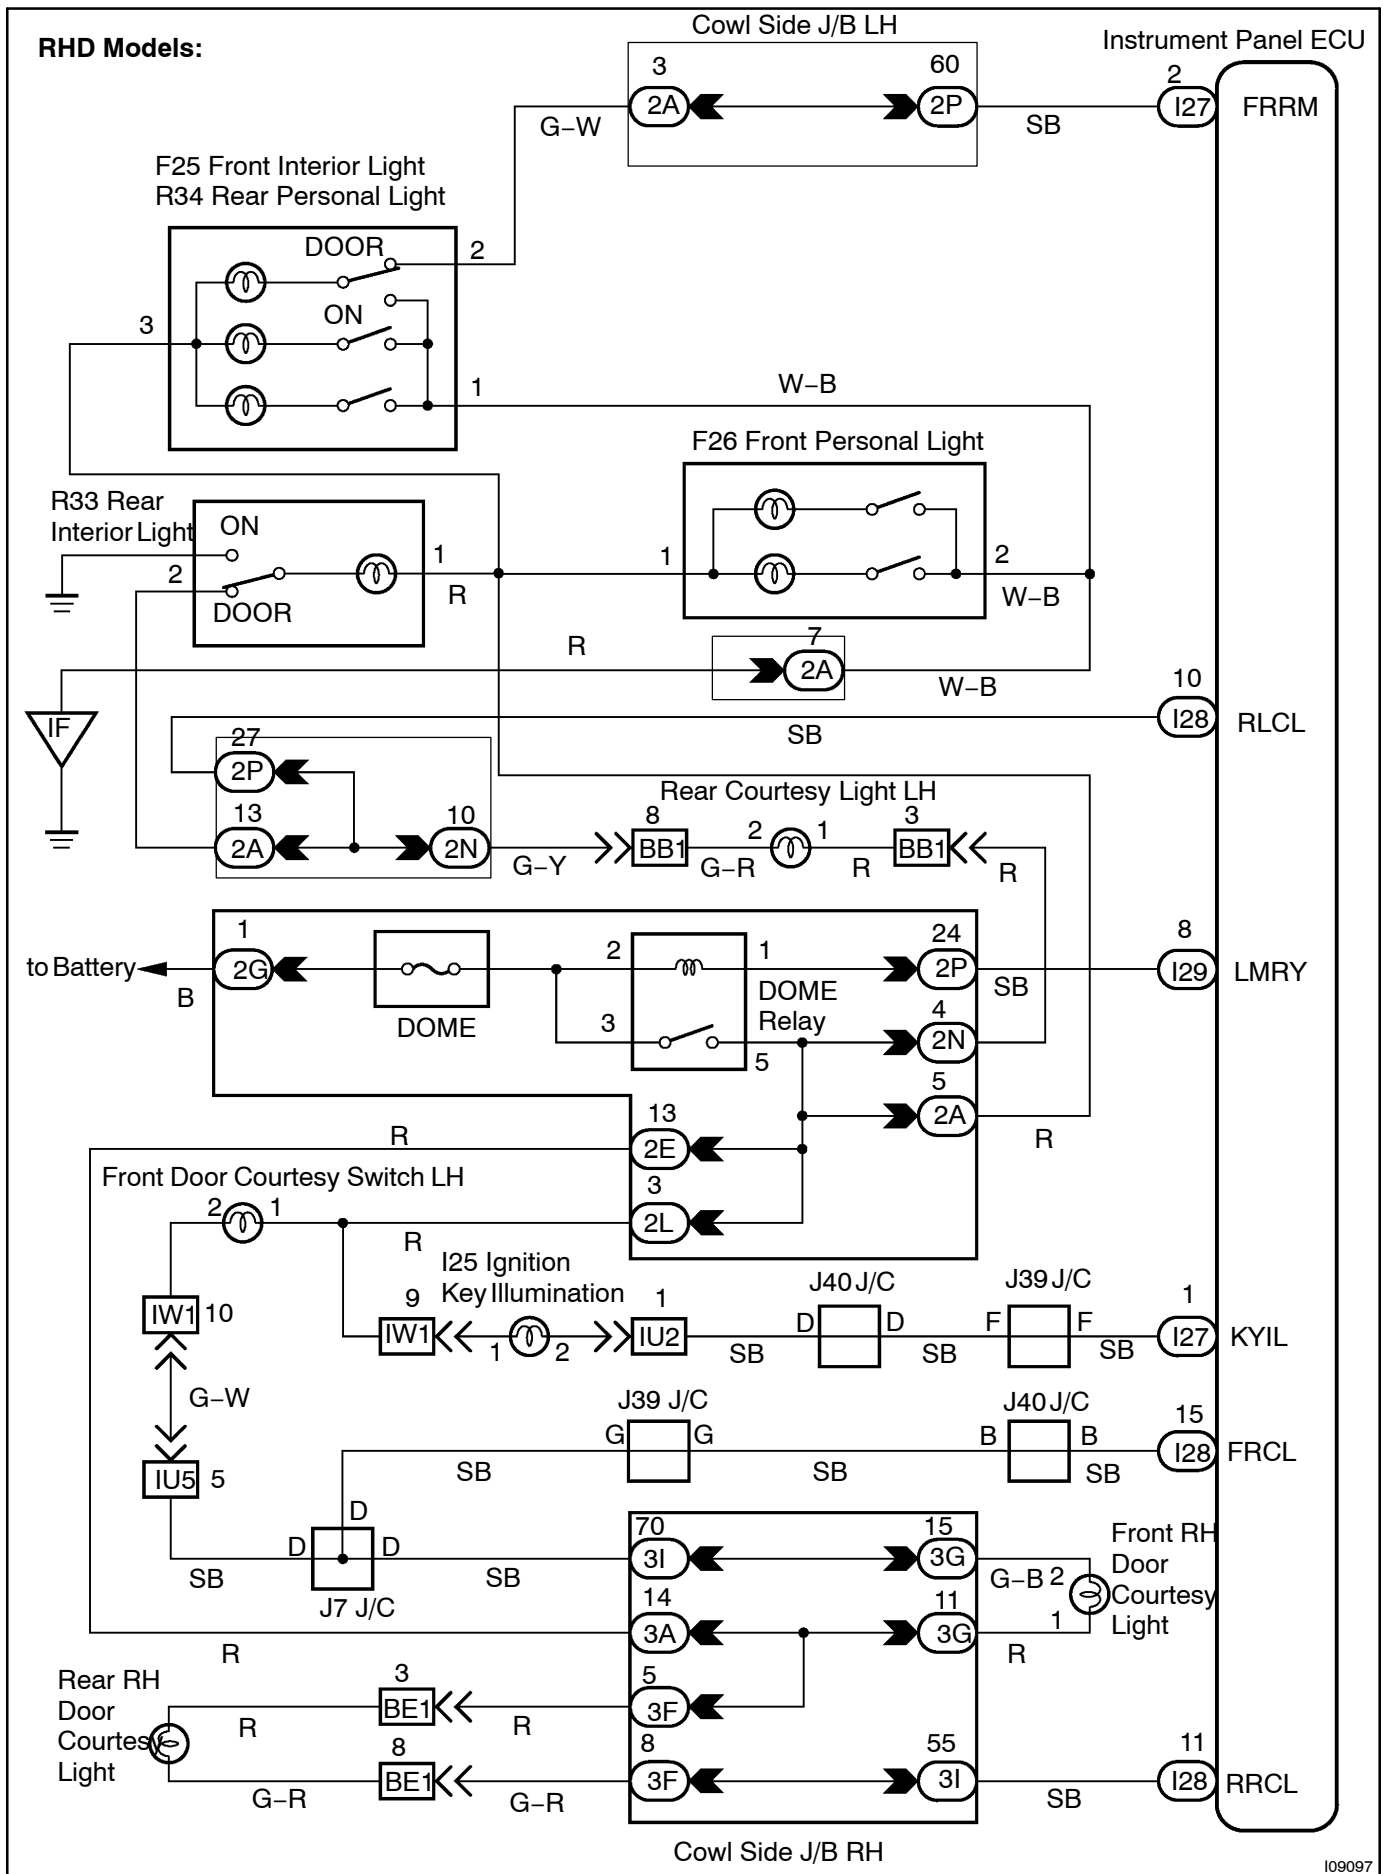 Cowl Side J/B LH
RHD Models:
Instrument Panel ECU
3
60
2
2A
2P
I27
FRRM
G–W
SB
F25 Front Interior Light
R34 Rear Personal Light
DOOR
2
ON
3
1
W–B
F26 Front Personal Light
R33 Rear
Interior Light
ON
1
1
2
2
R
W–B
DOOR
7
R
2A
W–B
10
IF
I28
RLCL
SB
27
2P
Rear Courtesy Light LH
13
10
8
2
1
3
2A
2N
BB1
BB1
G–Y
G–R
R
R
1
2
1
24
8
to Battery
2G
2P
I29
LMRY
B
SB
DOME
DOME
Relay
3
4
2N
5
5
2A
R
13
R
2E
Front Door Courtesy Switch LH
3
2
1
2L
R
I25 Ignition
Key Illumination
J40 J/C
J39 J/C
9
1
1
IW1
10
IW1
1
2
IU2
D
D
F
F
I27
KYIL
SB
SB
SB
G–W
J39 J/C
J40 J/C
15
G
G
B
B
I28
FRCL
IU5
5
SB
SB
SB
D
70
15
Front RH
Door
Courtesy
Light
D
D
3I
3G
G–B
2
SB
SB
J7 J/C
14
11
1
3A
3G
R
R
Rear RH
Door
Courtesy
Light
3
5
BE1
3F
R
R
8
8
55
11
BE1
3F
3I
I28
RRCL
G–R
G–R
SB
Cowl Side J/B RH
I09097